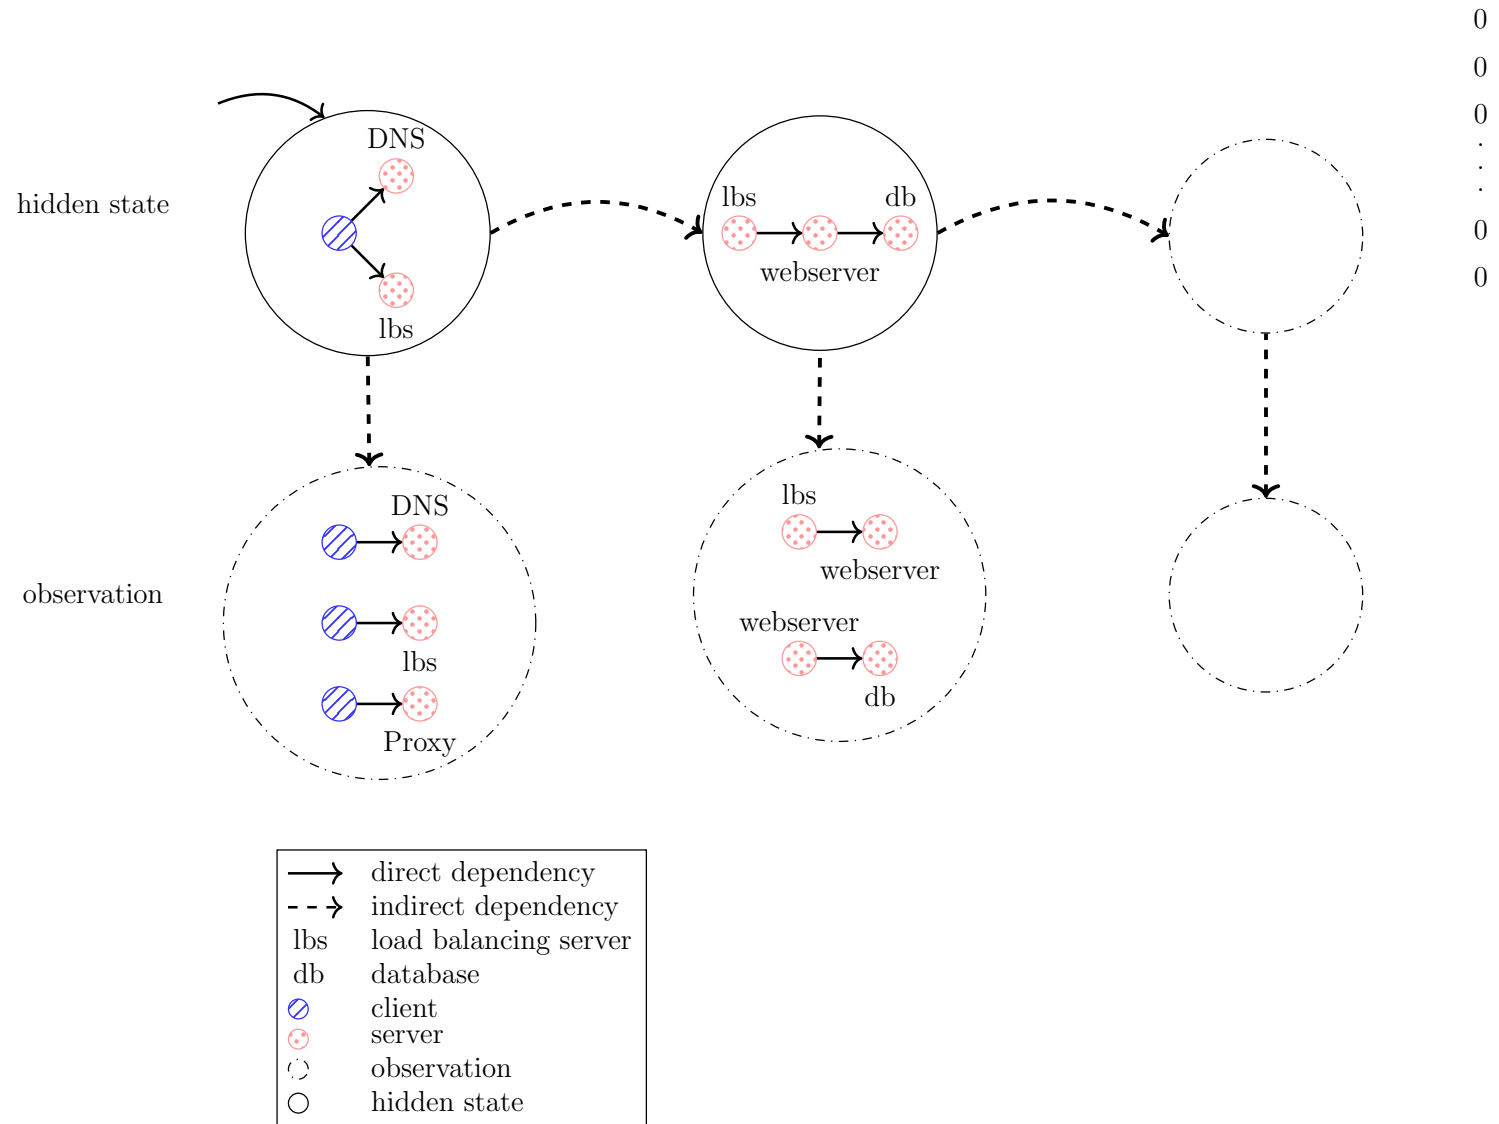 0
0
0
.
.
.
0
0
DNS
hidden state
lbs
lbs
db
webserver
observation
DNS
lbs
Proxy
lbs
webserver
webserver
db
direct dependency
indirect dependency
lbs load balancing server
db database
client
server
observation
hidden state